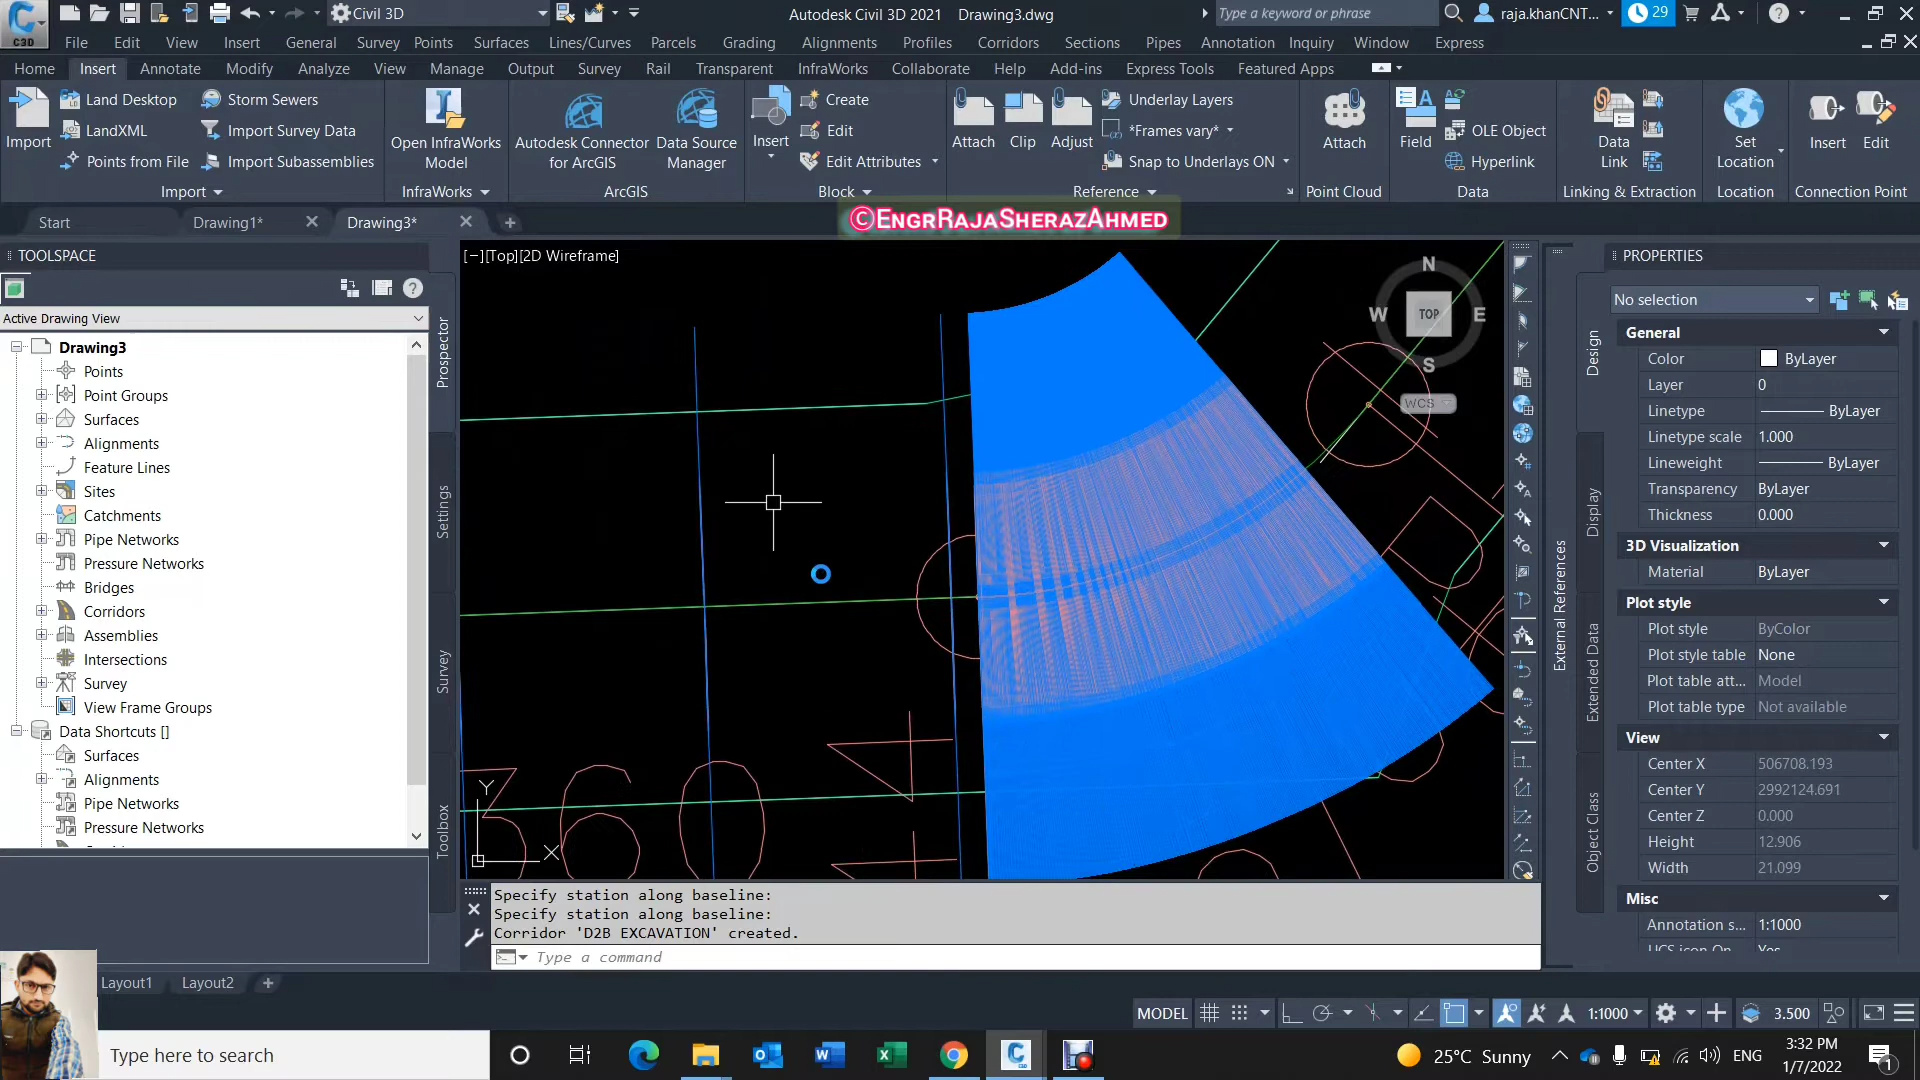 Civil 3D
Autodesk Civil 3D 2021 Drawing3.dwg
Type a keyword or phrase
raja.khanCNT...
29
C3D
File Edit View Insert General Survey Points Surfaces Lines/Curves Parcels Grading Alignments Profiles Corridors Sections Pipes Annotation Inquiry Window Express
Home Insert Annotate Modify Analyze View Manage Output Survey Rail Transparent InfraWorks Collaborate Help Add-ins Express Tools Featured Apps
Import
Land Desktop
LandXML
Points from File
Storm Sewers
Import Survey Data
Import Subassemblies
Import
Open InfraWorks
Model
InfraWorks
Autodesk Connector
for ArcGIS
Data Source
Manager
ArcGIS
Insert
Create
Edit
Edit Attributes
Block
Attach
Clip
Adjust
Underlay Layers
*Frames vary*
Snap to Underlays ON
Reference
Attach
Point Cloud
Field
OLE Object
Hyperlink
Data
Data
Link
Linking & Extraction
Set
Location
Location
Insert
Edit
Connection Point
Start
Drawing1*
Drawing3*
©EngrRajaSherazAhmed
TOOLSPACE
Active Drawing View
Drawing3
Points
Point Groups
Surfaces
Alignments
Feature Lines
Sites
Catchments
Pipe Networks
Pressure Networks
Bridges
Corridors
Assemblies
Intersections
Survey
View Frame Groups
Data Shortcuts []
Surfaces
Alignments
Pipe Networks
Pressure Networks
Prospector
Settings
Survey
Toolbox
[−][Top][2D Wireframe]
N
W TOP E
S
WCS
360
Y
X
Specify station along baseline:
Specify station along baseline:
Corridor 'D2B EXCAVATION' created.
Type a command
External References
Design
Display
Extended Data
Object Class
PROPERTIES
No selection
General
Color ByLayer
Layer 0
Linetype ByLayer
Linetype scale 1.000
Lineweight ByLayer
Transparency ByLayer
Thickness 0.000
3D Visualization
Material ByLayer
Plot style
Plot style ByColor
Plot style table None
Plot table att... Model
Plot table type Not available
View
Center X 506708.193
Center Y 2992124.691
Center Z 0.000
Height 12.906
Width 21.099
Misc
Annotation s... 1:1000
UCS icon On Yes
Layout1 Layout2
MODEL
1:1000
3.500
Type here to search
25°C Sunny
ENG
3:32 PM
1/7/2022
1